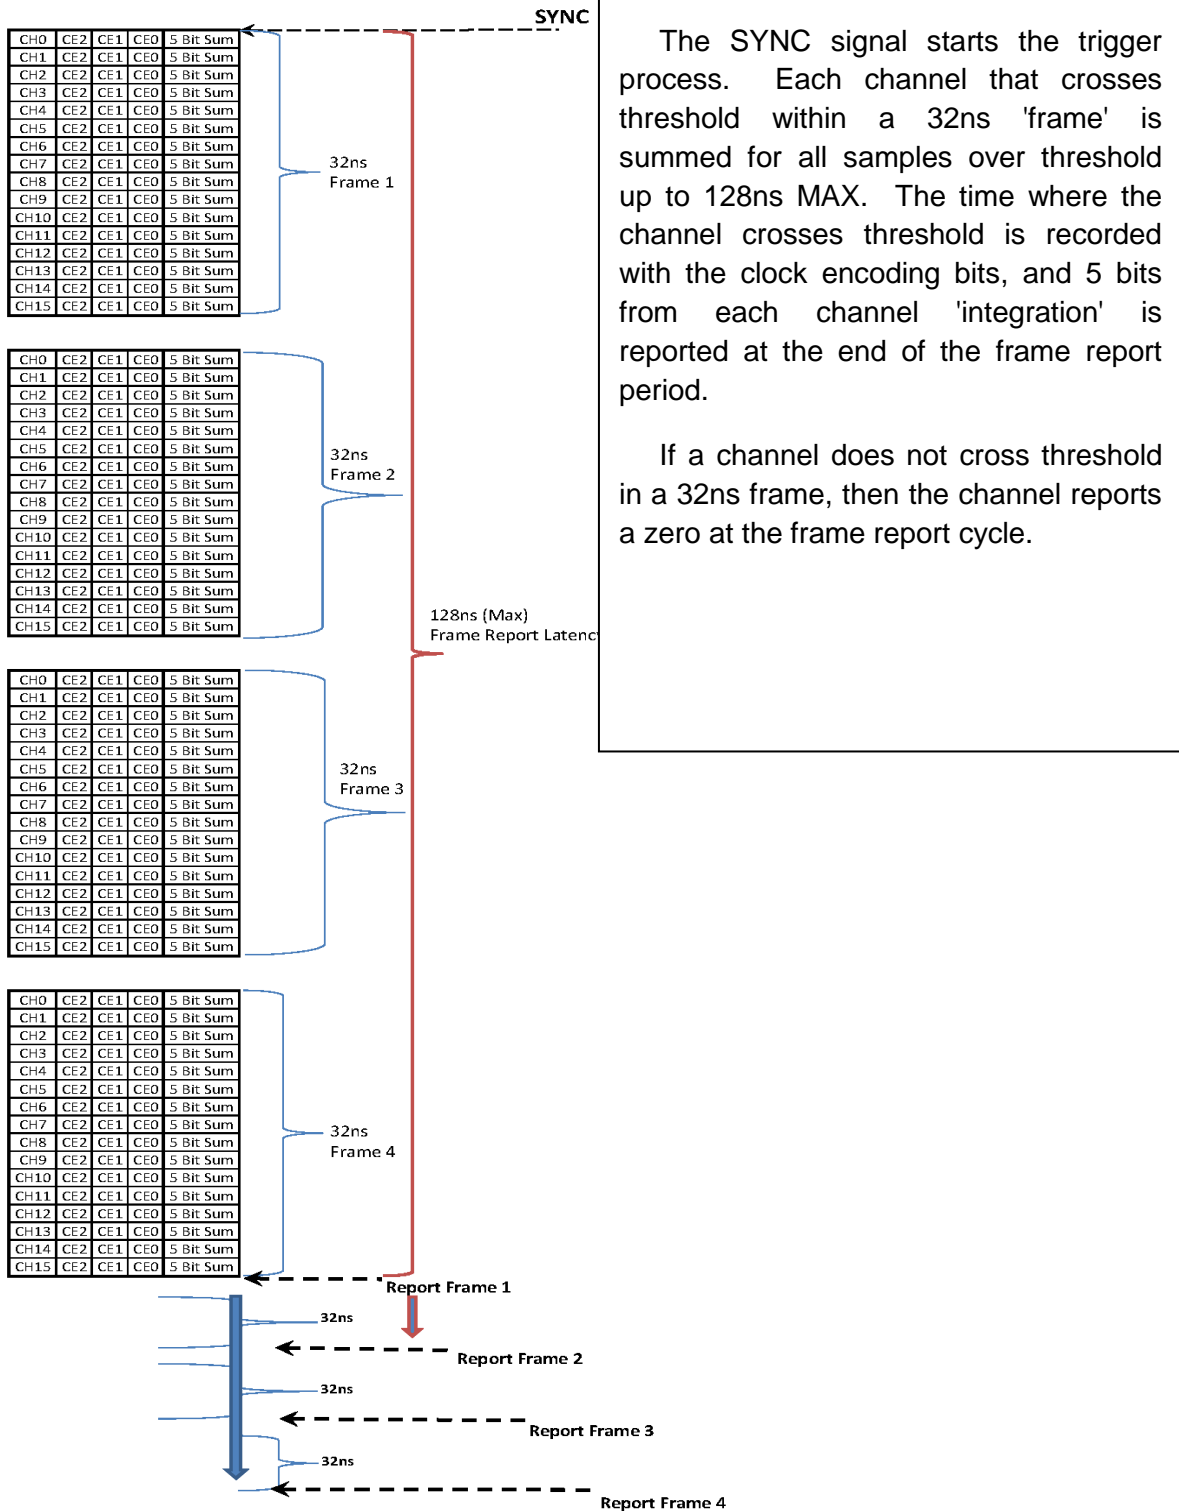 SYNC
CH0 CE2 CE1 CE0 5 Bit Sum
CH1 CE2 CE1 CE0 5 Bit Sum
CH2 CE2 CE1 CE0 5 Bit Sum
CH3 CE2 CE1 CE0 5 Bit Sum
CH4 CE2 CE1 CE0 5 Bit Sum
CH5 CE2 CE1 CE0 5 Bit Sum
CH6 CE2 CE1 CE0 5 Bit Sum
CH7 CE2 CE1 CE0 5 Bit Sum
CH8 CE2 CE1 CE0 5 Bit Sum
CH9 CE2 CE1 CE0 5 Bit Sum
CH10 CE2 CE1 CE0 5 Bit Sum
CH11 CE2 CE1 CE0 5 Bit Sum
CH12 CE2 CE1 CE0 5 Bit Sum
CH13 CE2 CE1 CE0 5 Bit Sum
CH14 CE2 CE1 CE0 5 Bit Sum
CH15 CE2 CE1 CE0 5 Bit Sum
32ns
Frame 1
CH0 CE2 CE1 CE0 5 Bit Sum
CH1 CE2 CE1 CE0 5 Bit Sum
CH2 CE2 CE1 CE0 5 Bit Sum
CH3 CE2 CE1 CE0 5 Bit Sum
CH4 CE2 CE1 CE0 5 Bit Sum
CH5 CE2 CE1 CE0 5 Bit Sum
CH6 CE2 CE1 CE0 5 Bit Sum
CH7 CE2 CE1 CE0 5 Bit Sum
CH8 CE2 CE1 CE0 5 Bit Sum
CH9 CE2 CE1 CE0 5 Bit Sum
CH10 CE2 CE1 CE0 5 Bit Sum
CH11 CE2 CE1 CE0 5 Bit Sum
CH12 CE2 CE1 CE0 5 Bit Sum
CH13 CE2 CE1 CE0 5 Bit Sum
CH14 CE2 CE1 CE0 5 Bit Sum
CH15 CE2 CE1 CE0 5 Bit Sum
32ns
Frame 2
128ns (Max)
Frame Report Latency
CH0 CE2 CE1 CE0 5 Bit Sum
CH1 CE2 CE1 CE0 5 Bit Sum
CH2 CE2 CE1 CE0 5 Bit Sum
CH3 CE2 CE1 CE0 5 Bit Sum
CH4 CE2 CE1 CE0 5 Bit Sum
CH5 CE2 CE1 CE0 5 Bit Sum
CH6 CE2 CE1 CE0 5 Bit Sum
CH7 CE2 CE1 CE0 5 Bit Sum
CH8 CE2 CE1 CE0 5 Bit Sum
CH9 CE2 CE1 CE0 5 Bit Sum
CH10 CE2 CE1 CE0 5 Bit Sum
CH11 CE2 CE1 CE0 5 Bit Sum
CH12 CE2 CE1 CE0 5 Bit Sum
CH13 CE2 CE1 CE0 5 Bit Sum
CH14 CE2 CE1 CE0 5 Bit Sum
CH15 CE2 CE1 CE0 5 Bit Sum
32ns
Frame 3
CH0 CE2 CE1 CE0 5 Bit Sum
CH1 CE2 CE1 CE0 5 Bit Sum
CH2 CE2 CE1 CE0 5 Bit Sum
CH3 CE2 CE1 CE0 5 Bit Sum
CH4 CE2 CE1 CE0 5 Bit Sum
CH5 CE2 CE1 CE0 5 Bit Sum
CH6 CE2 CE1 CE0 5 Bit Sum
CH7 CE2 CE1 CE0 5 Bit Sum
CH8 CE2 CE1 CE0 5 Bit Sum
CH9 CE2 CE1 CE0 5 Bit Sum
CH10 CE2 CE1 CE0 5 Bit Sum
CH11 CE2 CE1 CE0 5 Bit Sum
CH12 CE2 CE1 CE0 5 Bit Sum
CH13 CE2 CE1 CE0 5 Bit Sum
CH14 CE2 CE1 CE0 5 Bit Sum
CH15 CE2 CE1 CE0 5 Bit Sum
32ns
Frame 4
Report Frame 1
32ns
Report Frame 2
32ns
Report Frame 3
32ns
Report Frame 4
The SYNC signal starts the trigger
process. Each channel that crosses
threshold within a 32ns 'frame' is
summed for all samples over threshold
up to 128ns MAX. The time where the
channel crosses threshold is recorded
with the clock encoding bits, and 5 bits
from each channel 'integration' is
reported at the end of the frame report
period.
If a channel does not cross threshold
in a 32ns frame, then the channel reports
a zero at the frame report cycle.